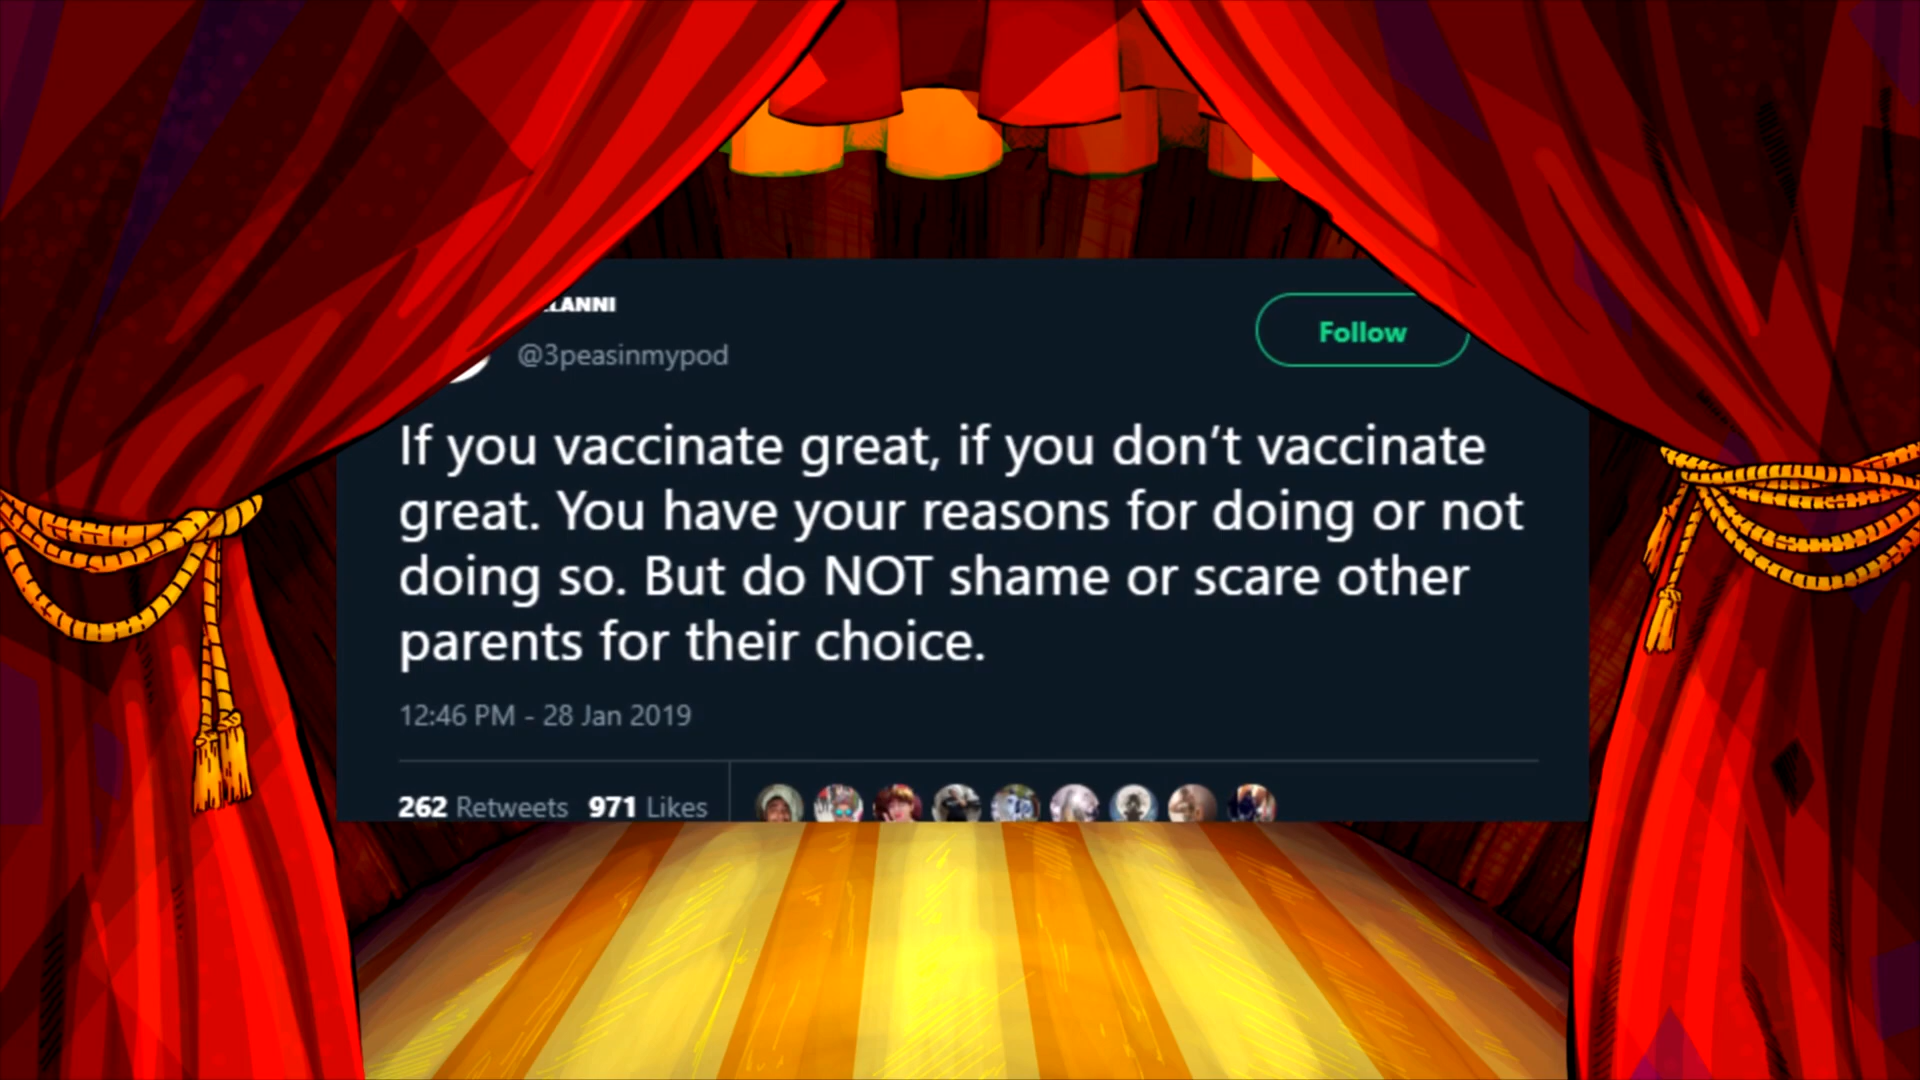 @3peasinmypod
Follow
If you vaccinate great, if you don’t vaccinate
great. You have your reasons for doing or not
doing so. But do NOT shame or scare other
parents for their choice.
12:46 PM - 28 Jan 2019
262 Retweets 971 Likes